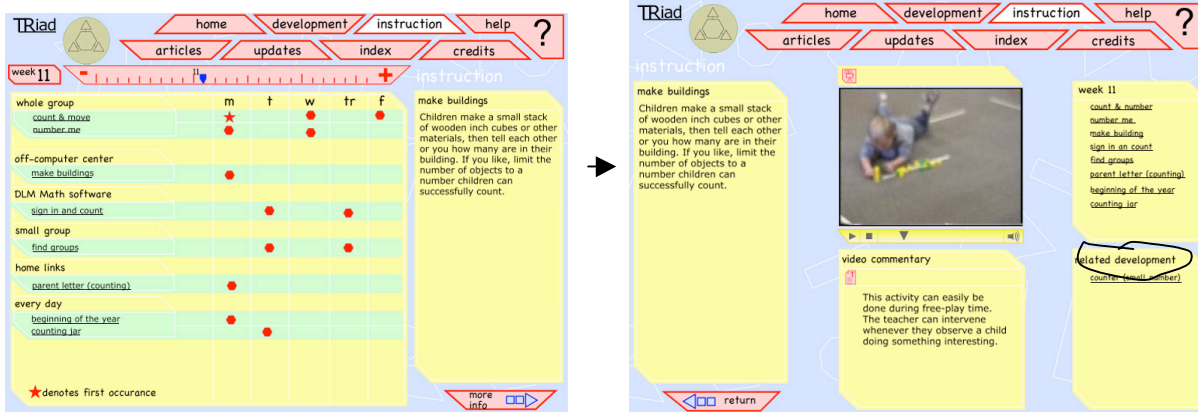 TRiad
home development instruction help ?
articles updates index credits
week 11
- 11 +
instruction
whole group m t w tr f
count & move
number me
off-computer center
make buildings
DLM Math software
sign in and count
small group
find groups
home links
parent letter (counting)
every day
beginning of the year
counting jar
denotes first occurance
make buildings
Children make a small stack
of wooden inch cubes or other
materials, then tell each other
or you how many are in their
building. If you like, limit the
number of objects to a
number children can
successfully count.
more
info
TRiad
home development instruction help ?
articles updates index credits
instruction
make buildings
Children make a small stack
of wooden inch cubes or other
materials, then tell each other
or you how many are in their
building. If you like, limit the
number of objects to a
number children can
successfully count.
return
video commentary
This activity can easily be
done during free-play time.
The teacher can intervene
whenever they observe a child
doing something interesting.
week 11
count & number
number me
make building
sign in an count
find groups
parent letter (counting)
beginning of the year
counting jar
related development
counter (small number)